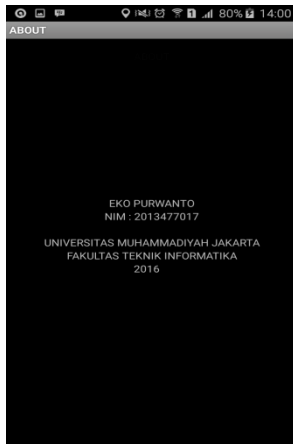 80% 14:00
ABOUT
EKO PURWANTO
NIM : 2013477017
UNIVERSITAS MUHAMMADIYAH JAKARTA
FAKULTAS TEKNIK INFORMATIKA
2016